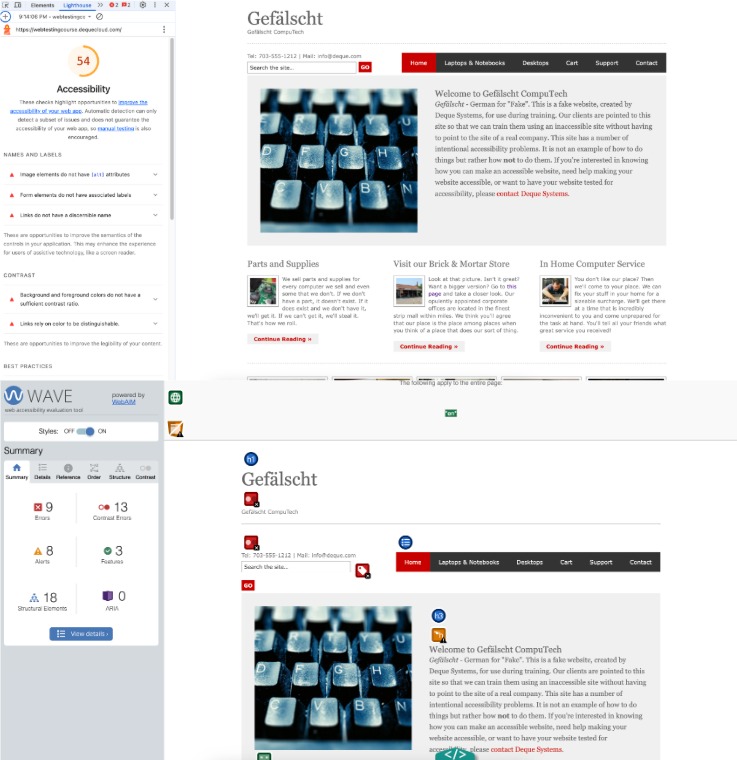 Elements Lighthouse >> 2 2
9:14:06 PM - webtestingcc
https://webtestingcourse.dequecloud.com/
54
Accessibility
These checks highlight opportunities to improve the
accessibility of your web app. Automatic detection can only
detect a subset of issues and does not guarantee the
accessibility of your web app, so manual testing is also
encouraged.
NAMES AND LABELS
Image elements do not have [alt] attributes
Form elements do not have associated labels
Links do not have a discernible name
These are opportunities to improve the semantics of the
controls in your application. This may enhance the experience
for users of assistive technology, like a screen reader.
CONTRAST
Background and foreground colors do not have a
sufficient contrast ratio.
Links rely on color to be distinguishable.
These are opportunities to improve the legibility of your content.
BEST PRACTICES
Gefälscht
Gefälscht CompuTech
Tel: 703-555-1212 | Mail: info@deque.com
Search the site... GO
Home Laptops & Notebooks Desktops Cart Support Contact
Welcome to Gefälscht CompuTech
Gefälscht - German for "Fake". This is a fake website, created by
Deque Systems, for use during training. Our clients are pointed to this
site so that we can train them using an inaccessible site without having
to point to the site of a real company. This site has a number of
intentional accessibility problems. It is not an example of how to do
things but rather how not to do them. If you're interested in knowing
how you can make an accessible website, need help making your
website accessible, or want to have your website tested for
accessibility, please contact Deque Systems.
Parts and Supplies
We sell parts and supplies for
every computer we sell and even
some that we don't. If we don't
have a part, it doesn't exist. If it
does exist and we don't have it,
we'll get it. If we can't get it, we'll steal it.
That's how we roll.
Continue Reading »
Visit our Brick & Mortar Store
Look at that picture. Isn't it great?
Want a bigger version? Go to this
page and take a closer look. Our
opulently appointed corporate
offices are located in the finest
strip mall within miles. We think you'll agree
that our place is the place among places when
you think of a place that does our sort of thing.
Continue Reading »
In Home Computer Service
You don't like our place? Then
we'll come to your place. We can
fix your stuff in your home for a
sizeable surcharge. We'll get there
at a time that is incredibly
inconvenient to you and come unprepared for
the task at hand. You'll tell all your friends what
great service you received!
Continue Reading »
WAVE
web accessibility evaluation tool
powered by
WebAIM
Styles: OFF ON
Summary
Summary Details Reference Order Structure Contrast
9
Errors
13
Contrast Errors
8
Alerts
3
Features
18
Structural Elements
0
ARIA
View details ›
The following apply to the entire page:
"en"
h1
Gefälscht
Gefälscht CompuTech
Tel: 703-555-1212 | Mail: info@deque.com
Search the site...
GO
Home Laptops & Notebooks Desktops Cart Support Contact
h3
Welcome to Gefälscht CompuTech
Gefälscht - German for "Fake". This is a fake website, created by
Deque Systems, for use during training. Our clients are pointed to this
site so that we can train them using an inaccessible site without having
to point to the site of a real company. This site has a number of
intentional accessibility problems. It is not an example of how to do
things but rather how not to do them. If you're interested in knowing
how you can make an accessible website, need help making your
website accessible, or want to have your website tested for
accessibility, please contact Deque Systems.